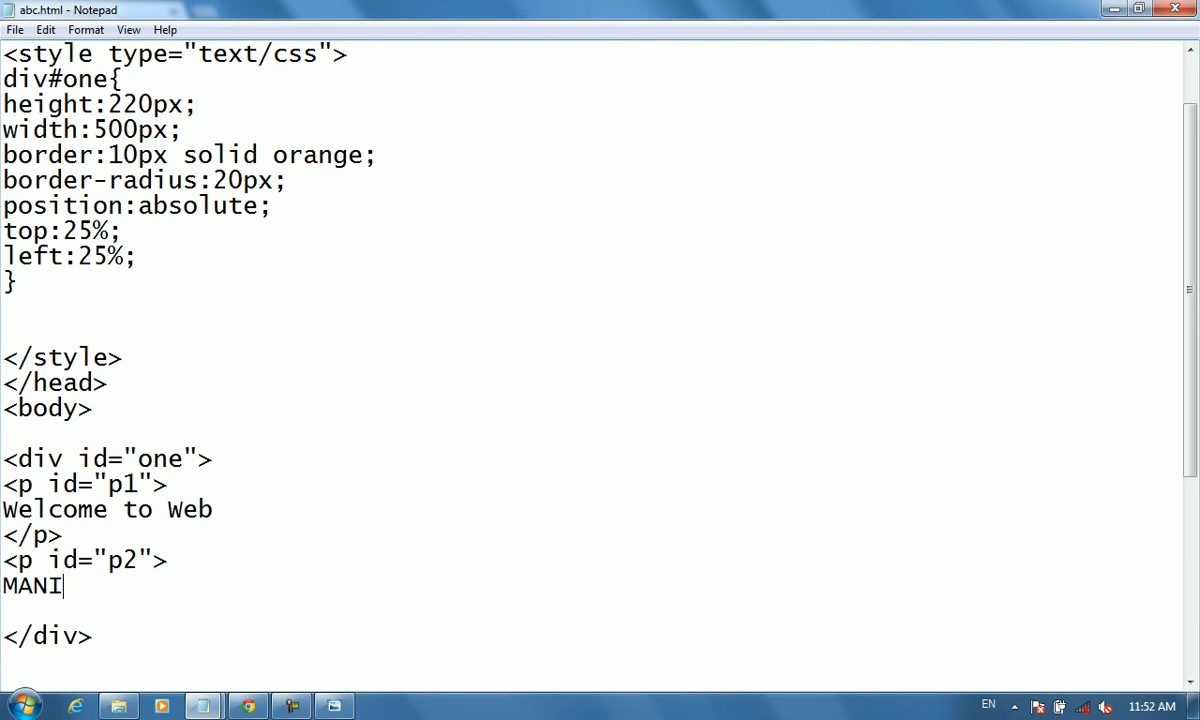 abc.html - Notepad
File Edit Format View Help
<style type="text/css">
div#one{
height:220px;
width:500px;
border:10px solid orange;
border-radius:20px;
position:absolute;
top:25%;
left:25%;
}
</style>
</head>
<body>
<div id="one">
<p id="p1">
Welcome to Web
</p>
<p id="p2">
MANI
</div>
EN 11:52 AM